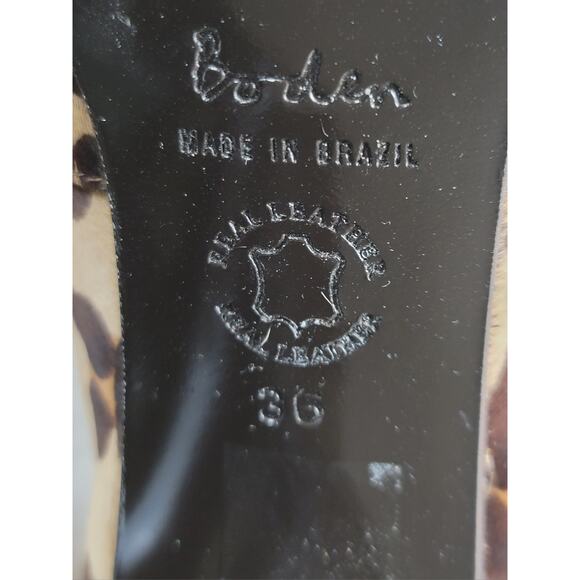 Boden
MADE IN BRAZIL
REAL LEATHER
REAL LEATHER
36